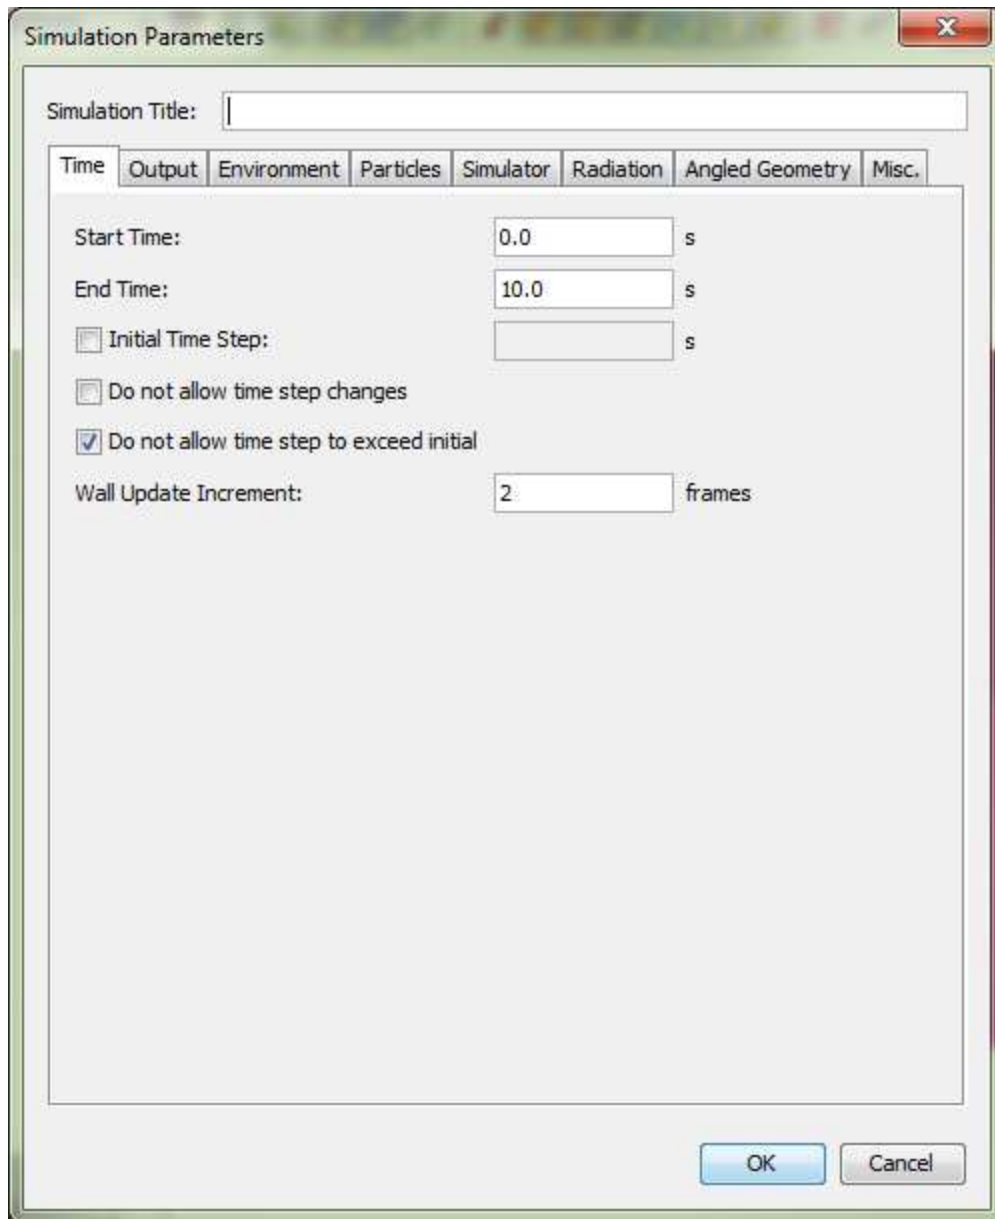 Simulation Parameters
Simulation Title:
Time Output Environment Particles Simulator Radiation Angled Geometry Misc.
Start Time: 0.0 s
End Time: 10.0 s
Initial Time Step: s
Do not allow time step changes
Do not allow time step to exceed initial
Wall Update Increment: 2 frames
OK Cancel